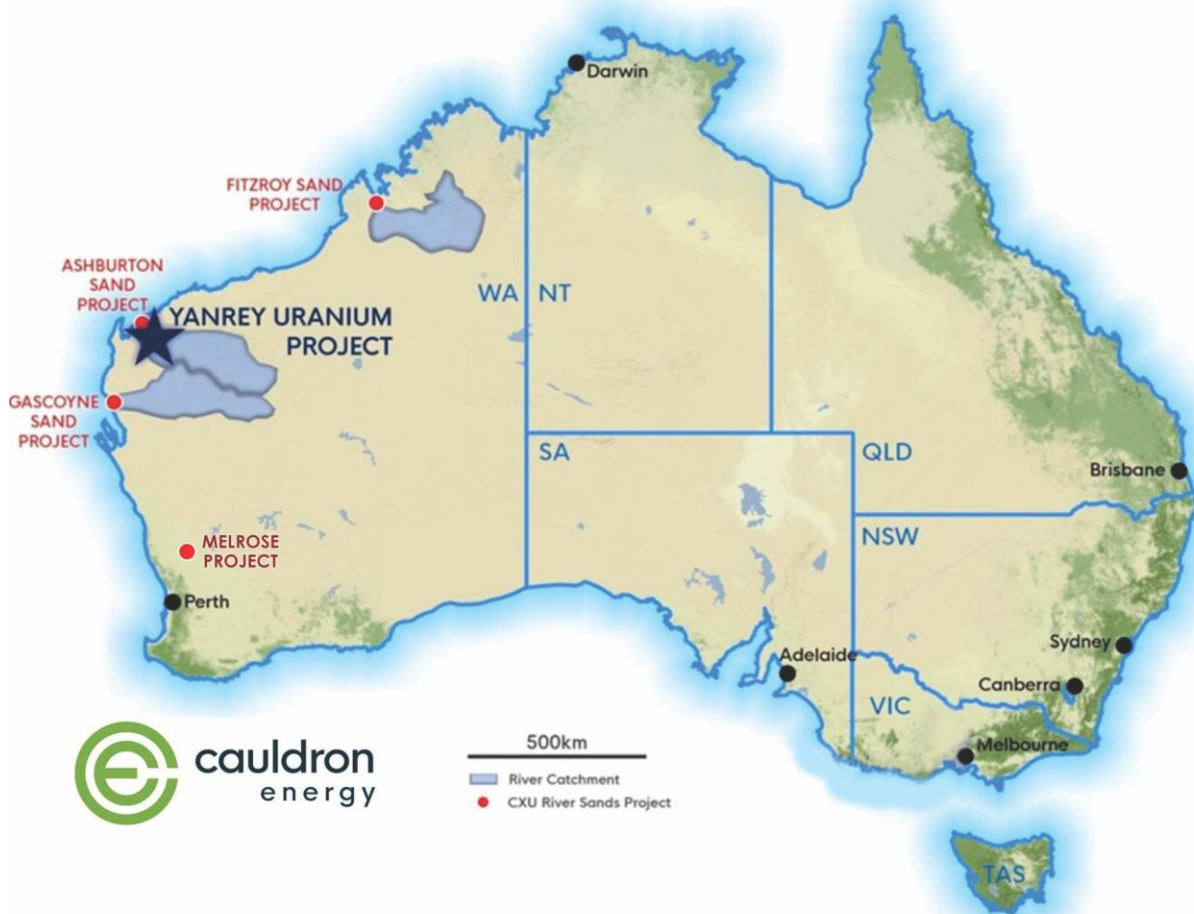 Darwin
FITZROY SAND
PROJECT
ASHBURTON
SAND
PROJECT
WA
NT
YANREY URANIUM
PROJECT
GASCOYNE
SAND
PROJECT
SA
QLD
Brisbane
NSW
MELROSE
PROJECT
Perth
Sydney
Adelaide
Canberra
VIC
Melbourne
cauldron
energy
500km
River Catchment
CXU River Sands Project
TAS